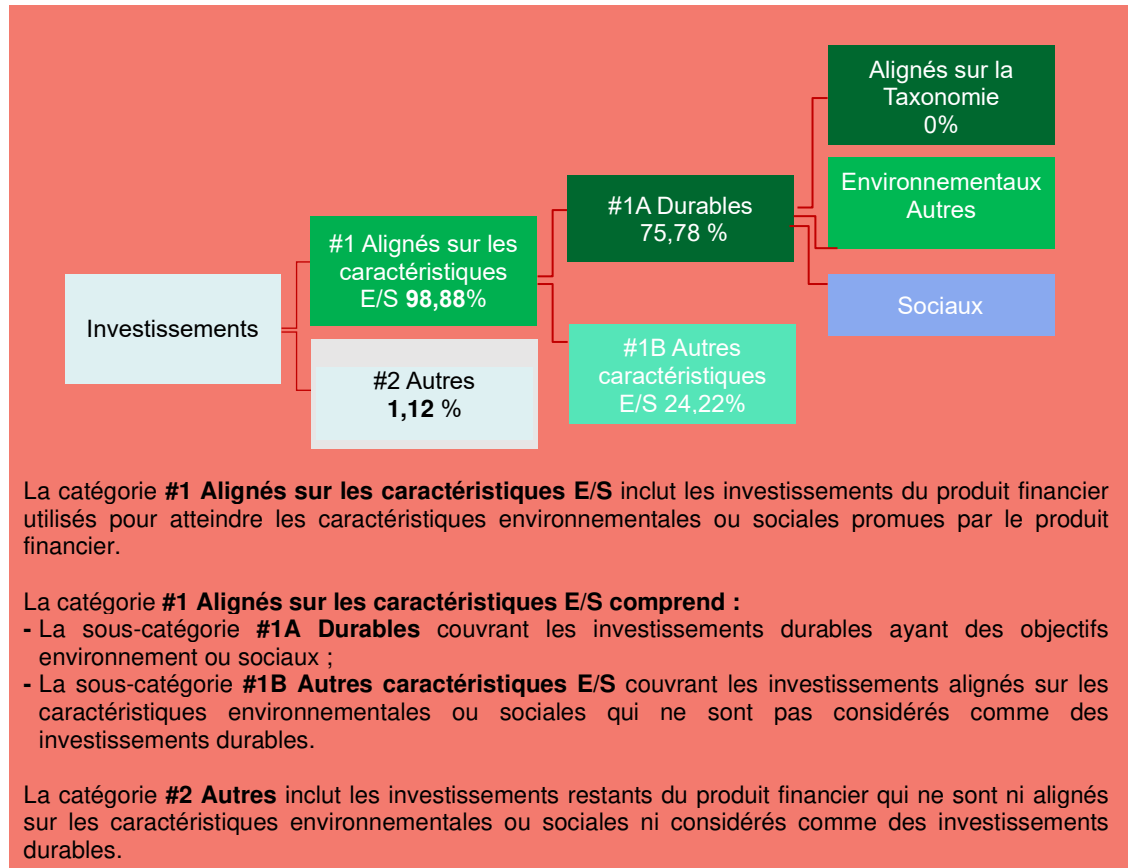 Alignés sur la
Taxonomie
0%
Environnementaux
Autres
#1A Durables
75,78 %
#1 Alignés sur les
caractéristiques
E/S 98,88%
Sociaux
Investissements
#1B Autres
caractéristiques
E/S 24,22%
#2 Autres
1,12 %
La catégorie #1 Alignés sur les caractéristiques E/S inclut les investissements du produit financier
utilisés pour atteindre les caractéristiques environnementales ou sociales promues par le produit
financier.
La catégorie #1 Alignés sur les caractéristiques E/S comprend :
- La sous-catégorie #1A Durables couvrant les investissements durables ayant des objectifs
environnement ou sociaux ;
- La sous-catégorie #1B Autres caractéristiques E/S couvrant les investissements alignés sur les
caractéristiques environnementales ou sociales qui ne sont pas considérés comme des
investissements durables.
La catégorie #2 Autres inclut les investissements restants du produit financier qui ne sont ni alignés
sur les caractéristiques environnementales ou sociales ni considérés comme des investissements
durables.